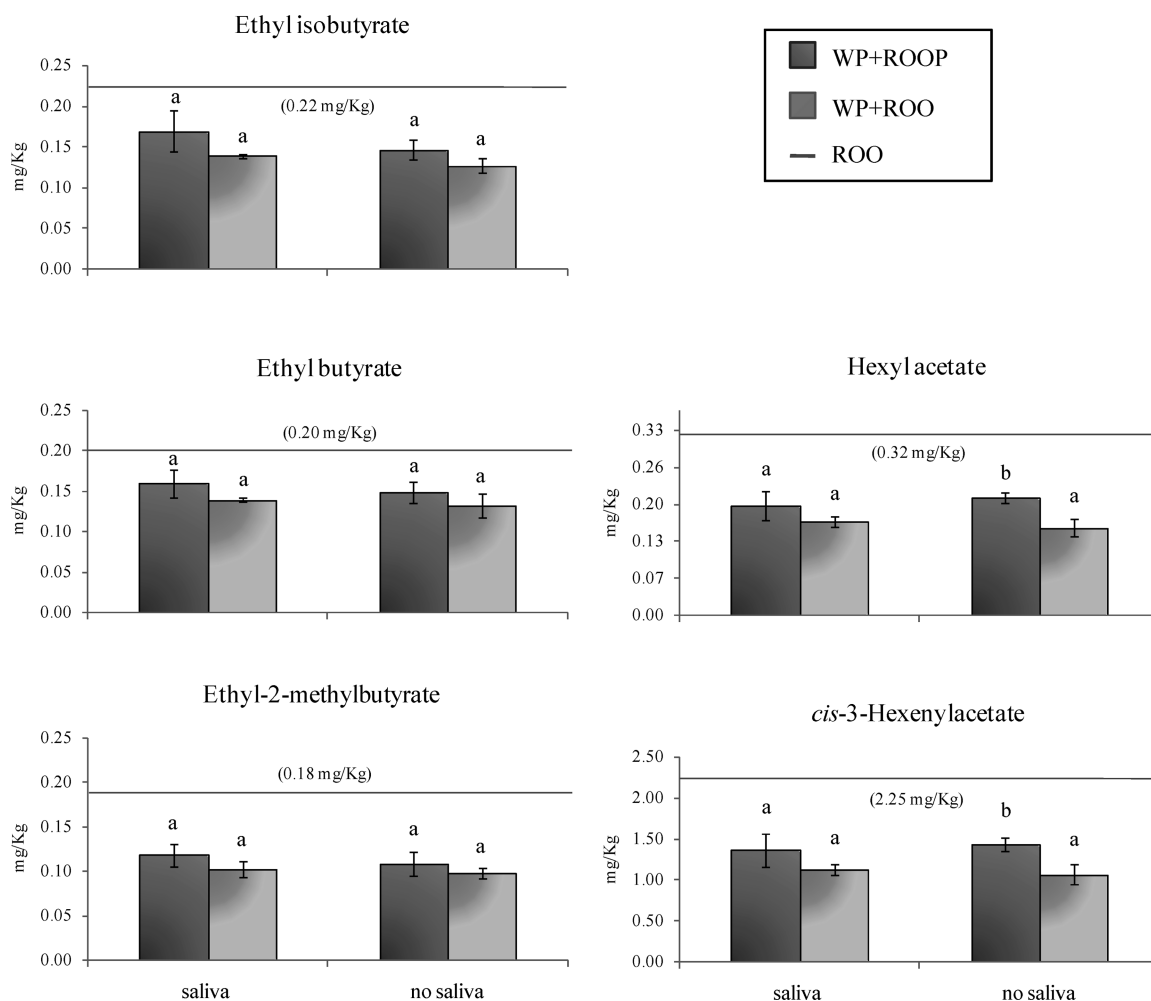 Ethyl isobutyrate
0.25
0.20
0.15
0.10
0.05
0.00
mg/Kg
(0.22 mg/Kg)
a
a
a
a
WP+ROOP
WP+ROO
ROO
Ethyl butyrate
0.25
0.20
0.15
0.10
0.05
0.00
mg/Kg
(0.20 mg/Kg)
a
a
a
a
Hexyl acetate
0.33
0.26
0.20
0.13
0.07
0.00
mg/Kg
(0.32 mg/Kg)
a
a
b
a
Ethyl-2-methylbutyrate
0.25
0.20
0.15
0.10
0.05
0.00
mg/Kg
(0.18 mg/Kg)
a
a
a
a
saliva
no saliva
cis-3-Hexenylacetate
2.50
2.00
1.50
1.00
0.50
0.00
mg/Kg
(2.25 mg/Kg)
a
a
b
a
saliva
no saliva